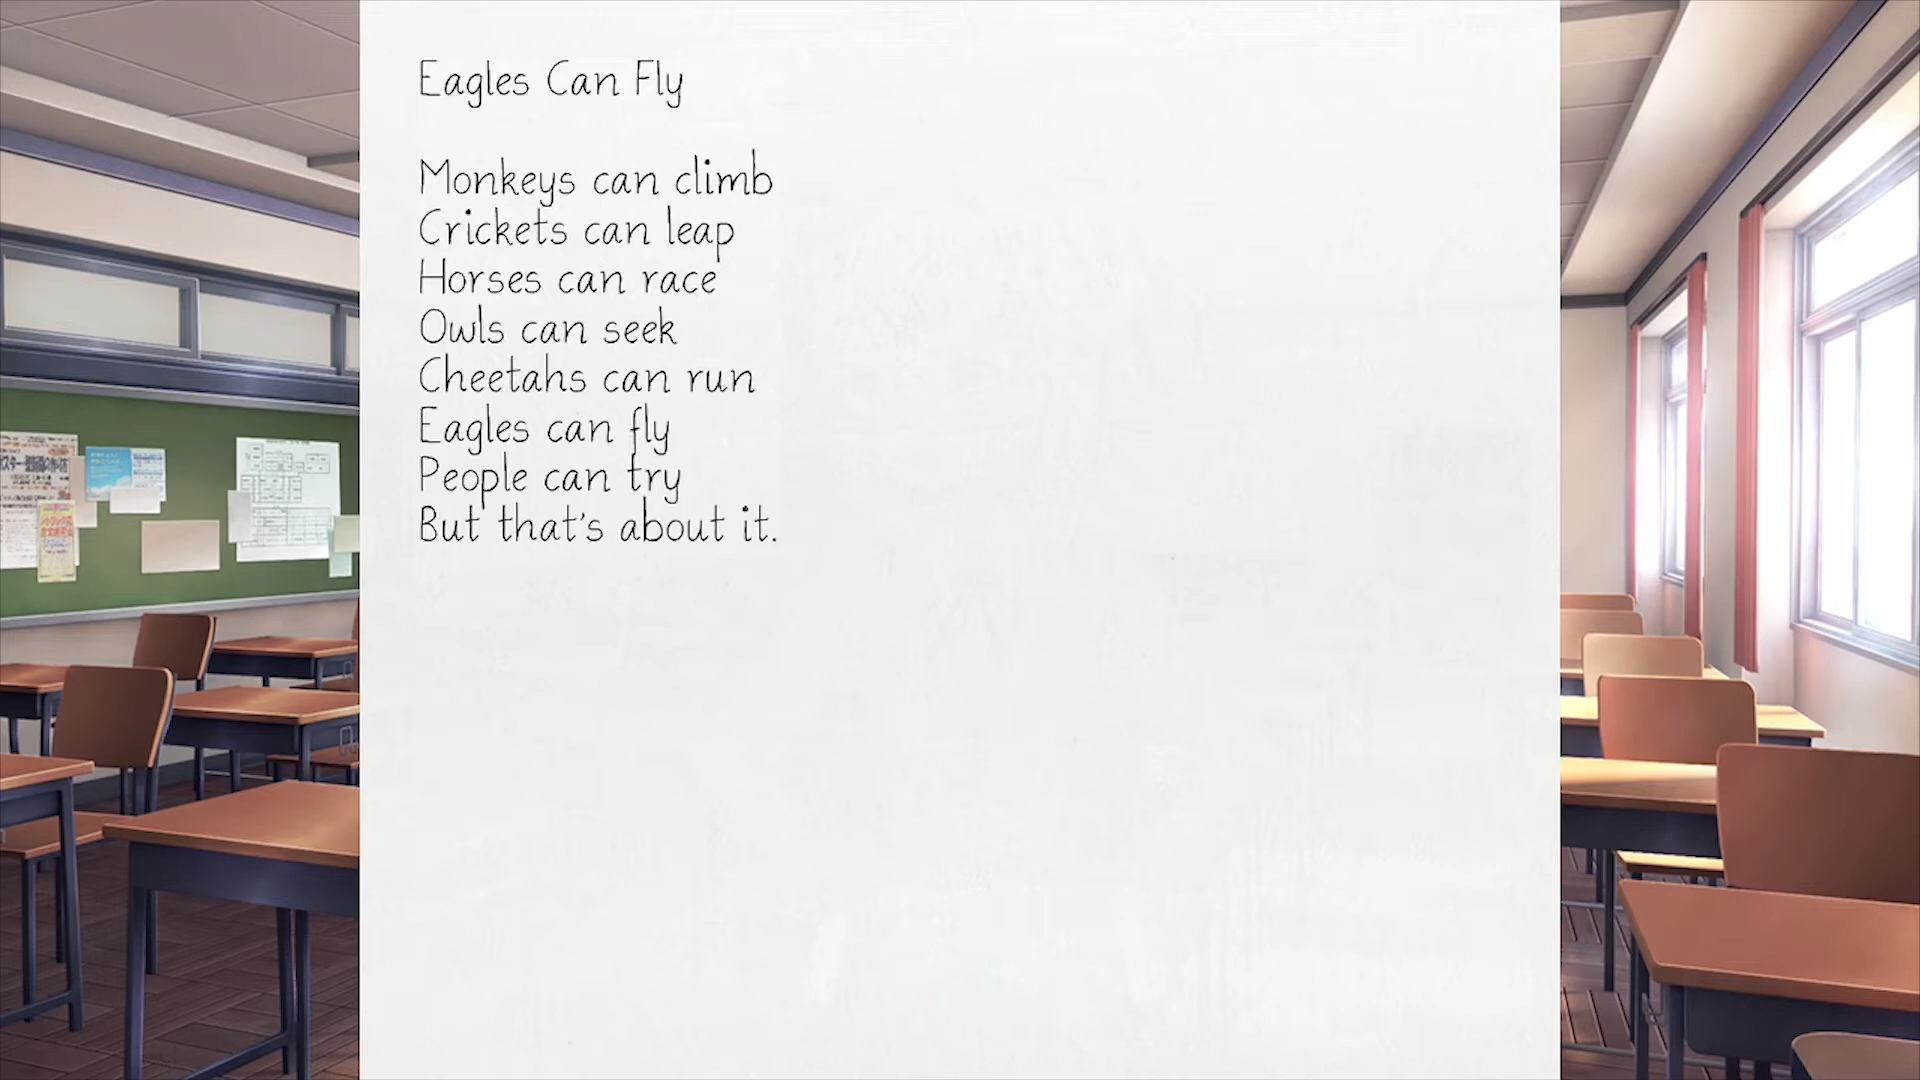 Eagles Can Fly
Monkeys can climb
Crickets can leap
Horses can race
Owls can seek
Cheetahs can run
Eagles can fly
People can try
But that's about it.